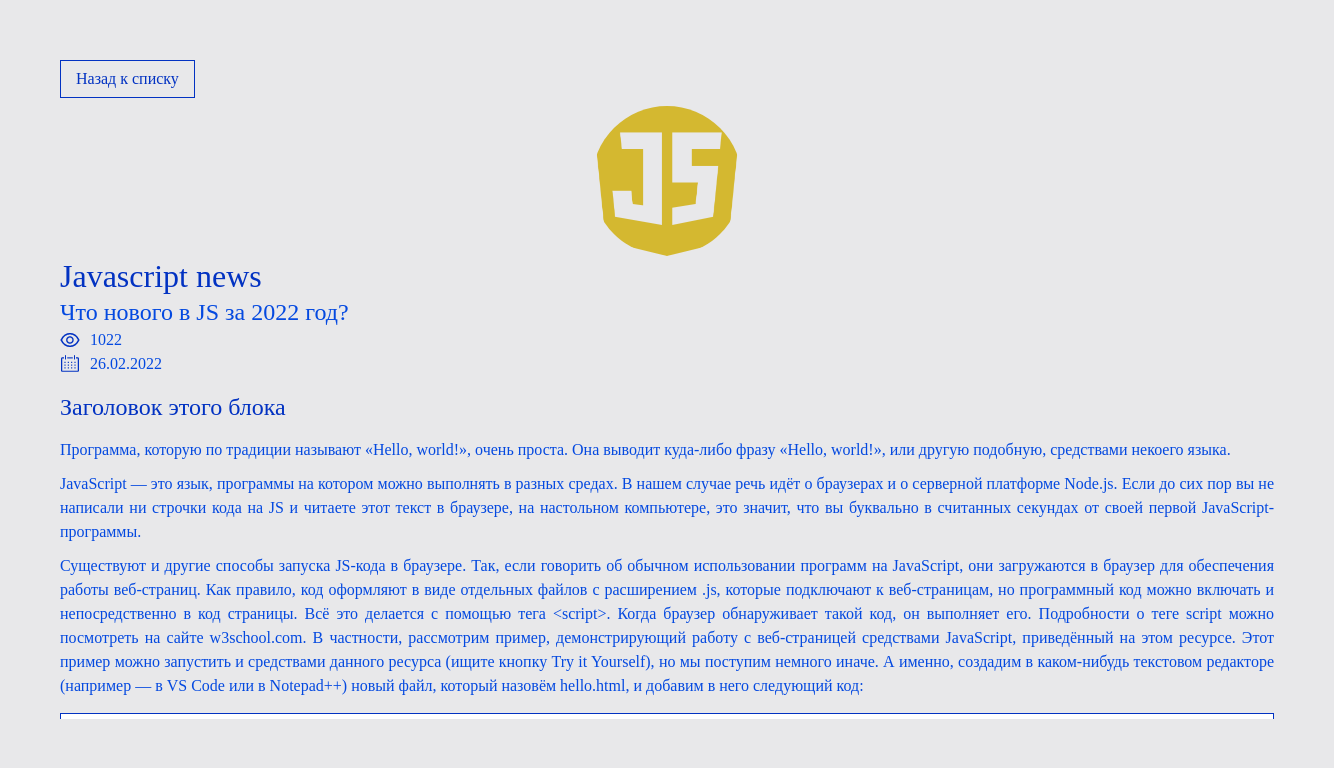 Назад к списку
JS
Javascript news
Что нового в JS за 2022 год?
1022
26.02.2022
Заголовок этого блока
Программа, которую по традиции называют «Hello, world!», очень проста. Она выводит куда-либо фразу «Hello, world!», или другую подобную, средствами некоего языка.
JavaScript — это язык, программы на котором можно выполнять в разных средах. В нашем случае речь идёт о браузерах и о серверной платформе Node.js. Если до сих пор вы не
написали ни строчки кода на JS и читаете этот текст в браузере, на настольном компьютере, это значит, что вы буквально в считанных секундах от своей первой JavaScript-
программы.
Существуют и другие способы запуска JS-кода в браузере. Так, если говорить об обычном использовании программ на JavaScript, они загружаются в браузер для обеспечения
работы веб-страниц. Как правило, код оформляют в виде отдельных файлов с расширением .js, которые подключают к веб-страницам, но программный код можно включать и
непосредственно в код страницы. Всё это делается с помощью тега <script>. Когда браузер обнаруживает такой код, он выполняет его. Подробности о теге script можно
посмотреть на сайте w3school.com. В частности, рассмотрим пример, демонстрирующий работу с веб-страницей средствами JavaScript, приведённый на этом ресурсе. Этот
пример можно запустить и средствами данного ресурса (ищите кнопку Try it Yourself), но мы поступим немного иначе. А именно, создадим в каком-нибудь текстовом редакторе
(например — в VS Code или в Notepad++) новый файл, который назовём hello.html, и добавим в него следующий код: